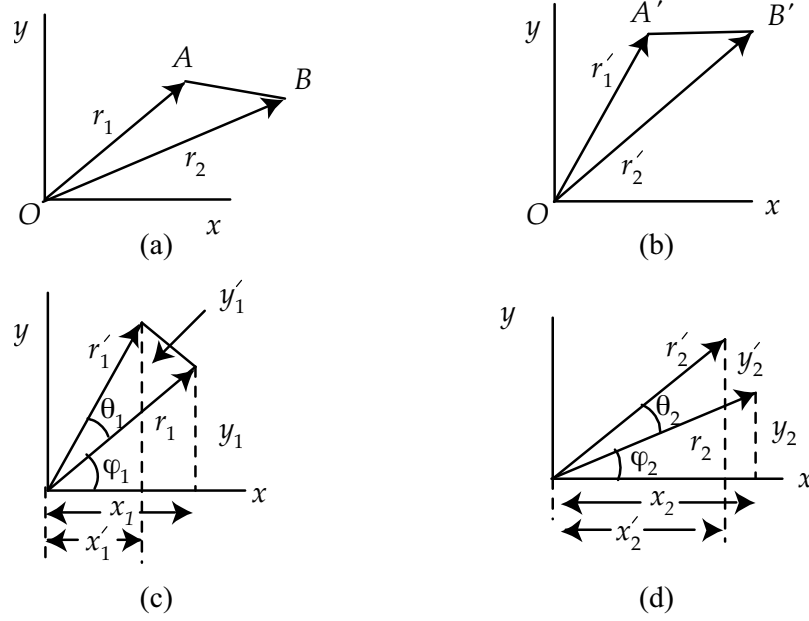 y
A
B
r₁
r₂
O
x
(a)
y
A′
B′
r₁′
r₂′
O
x
(b)
y
y₁′
r₁′
θ₁
r₁
y₁
φ₁
x
x₁
x₁′
(c)
y
r₂′
y₂′
θ₂
r₂
y₂
φ₂
x
x₂
x₂′
(d)